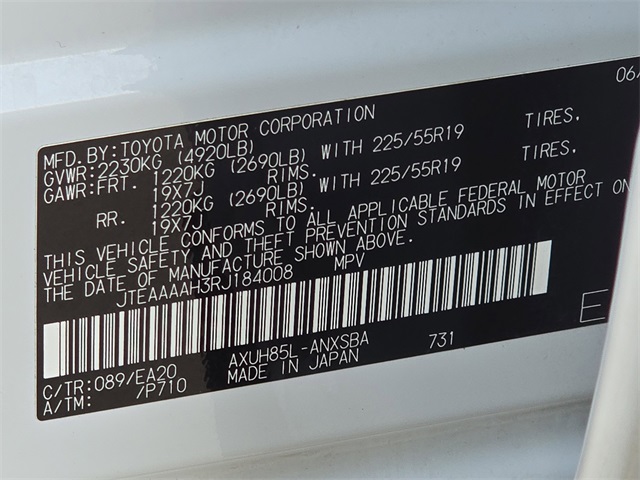 06/
MFD.BY:TOYOTA MOTOR CORPORATION
GVWR:2230KG (4920LB)
GAWR:FRT. 1220KG (2690LB) WITH 225/55R19 TIRES.
19X7J RIMS.
RR. 1220KG (2690LB) WITH 225/55R19 TIRES.
19X7J RIMS.
THIS VEHICLE CONFORMS TO ALL APPLICABLE FEDERAL MOTOR
VEHICLE SAFETY AND THEFT PREVENTION STANDARDS IN EFFECT ON
THE DATE OF MANUFACTURE SHOWN ABOVE.
JTEAAAAH3RJ184008 MPV
E
C/TR:089/EA20 AXUH85L-ANXSBA 731
A/TM: /P710 MADE IN JAPAN